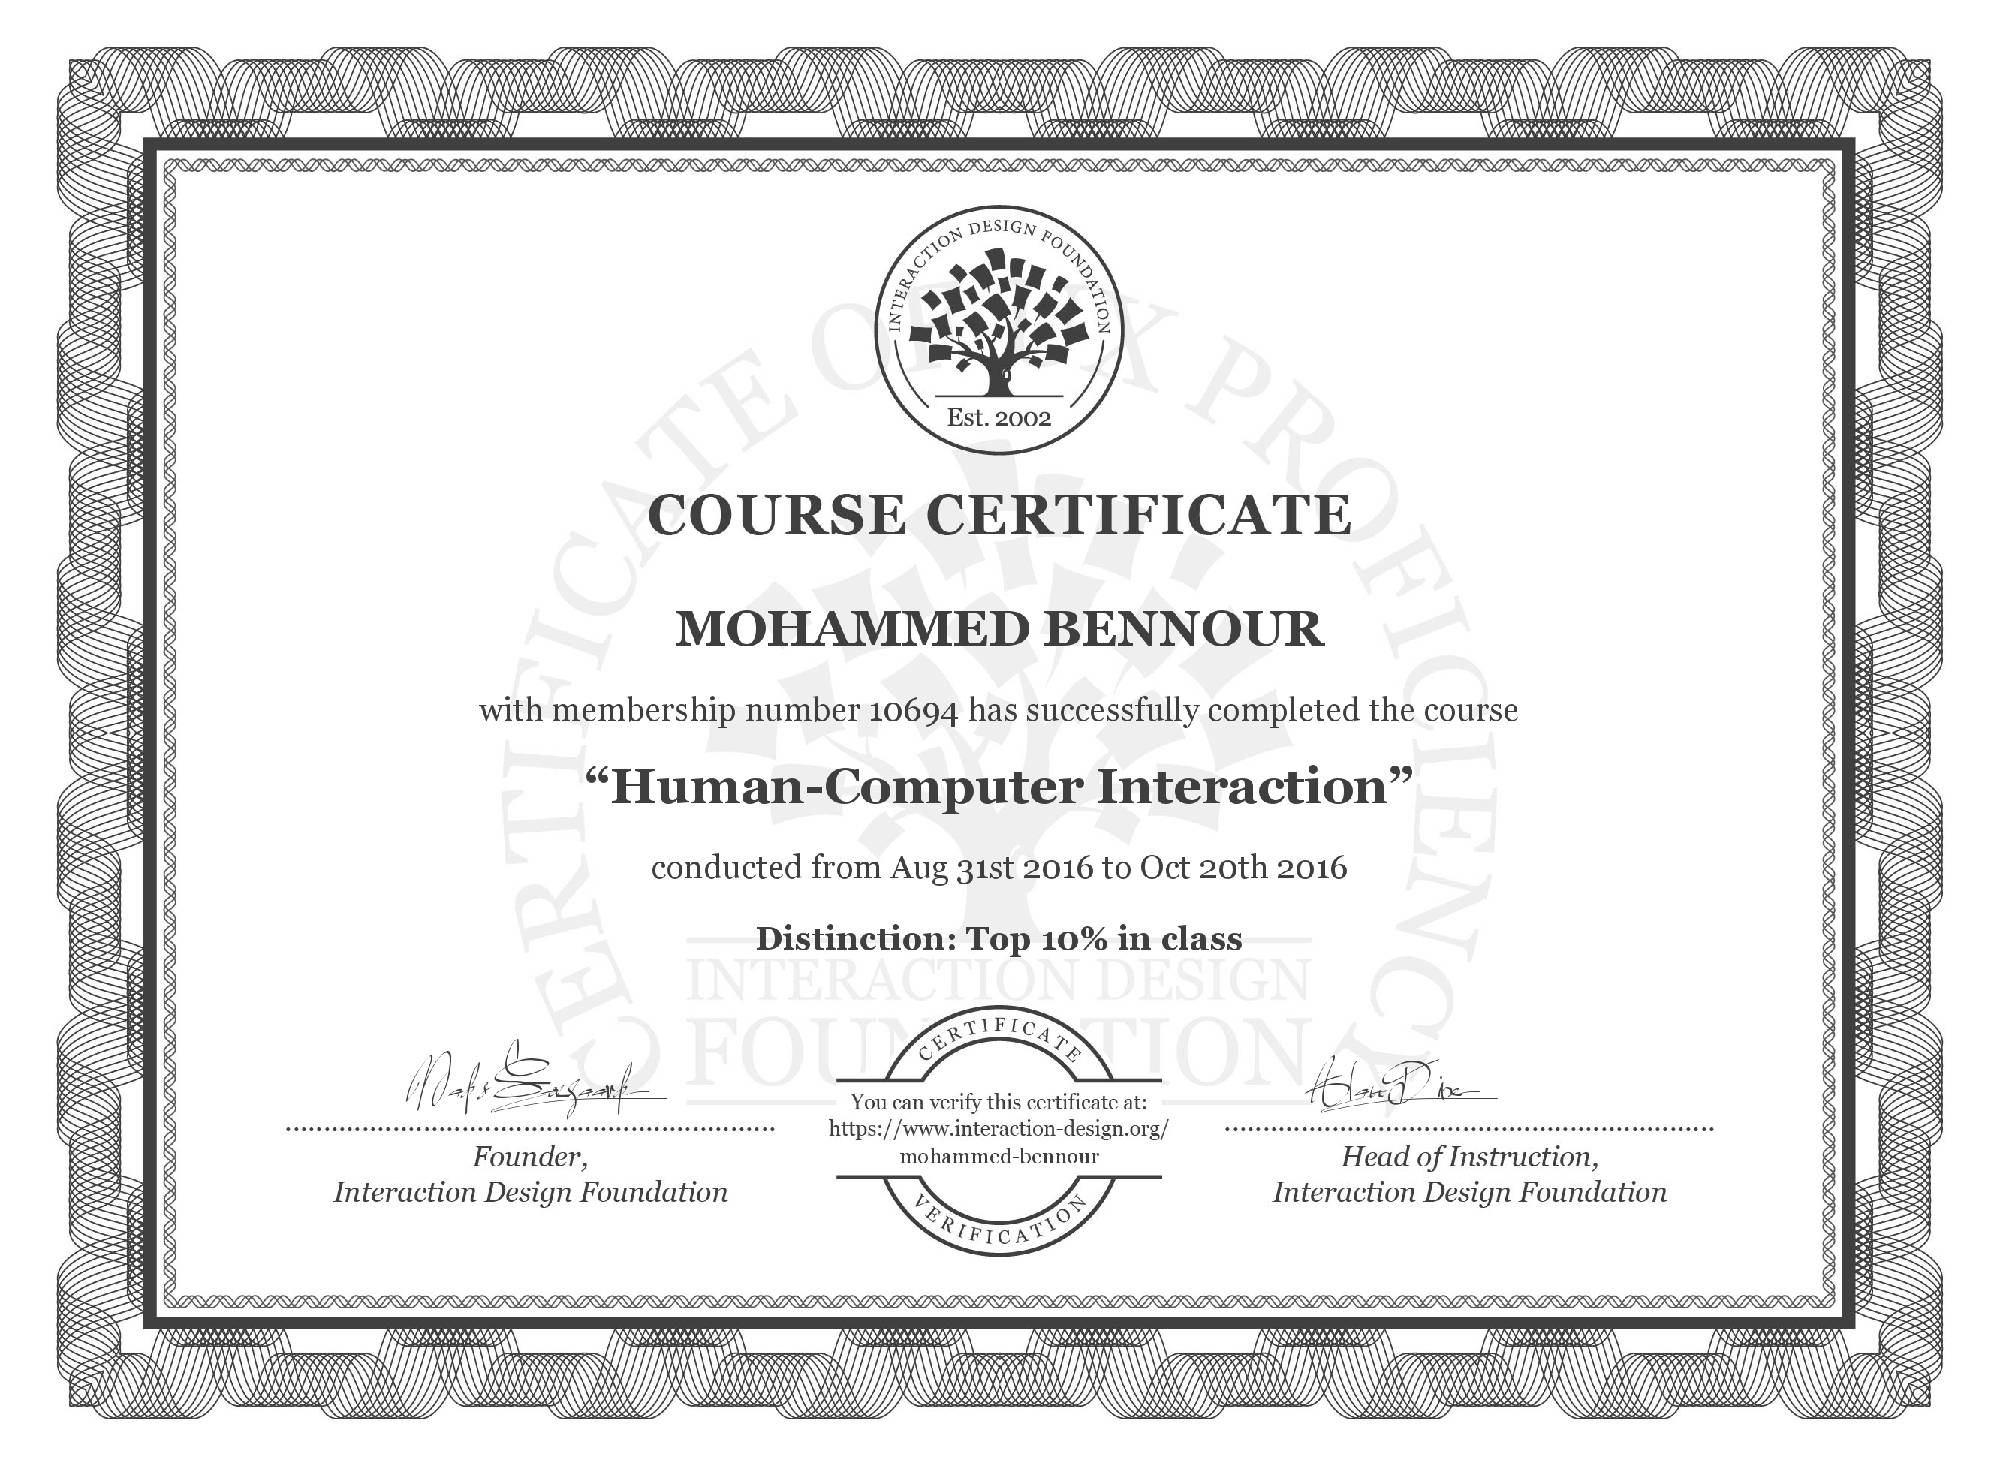 INTERACTION DESIGN FOUNDATION
Est. 2002
CERTIFICATE OF UX PROFICIENCY
COURSE CERTIFICATE
MOHAMMED BENNOUR
with membership number 10694 has successfully completed the course
“Human-Computer Interaction”
conducted from Aug 31st 2016 to Oct 20th 2016
Distinction: Top 10% in class
INTERACTION DESIGN
FOUNDATION
CERTIFICATE
You can verify this certificate at:
https://www.interaction-design.org/
mohammed-bennour
VERIFICATION
Founder,
Interaction Design Foundation
Alan Dix
Head of Instruction,
Interaction Design Foundation